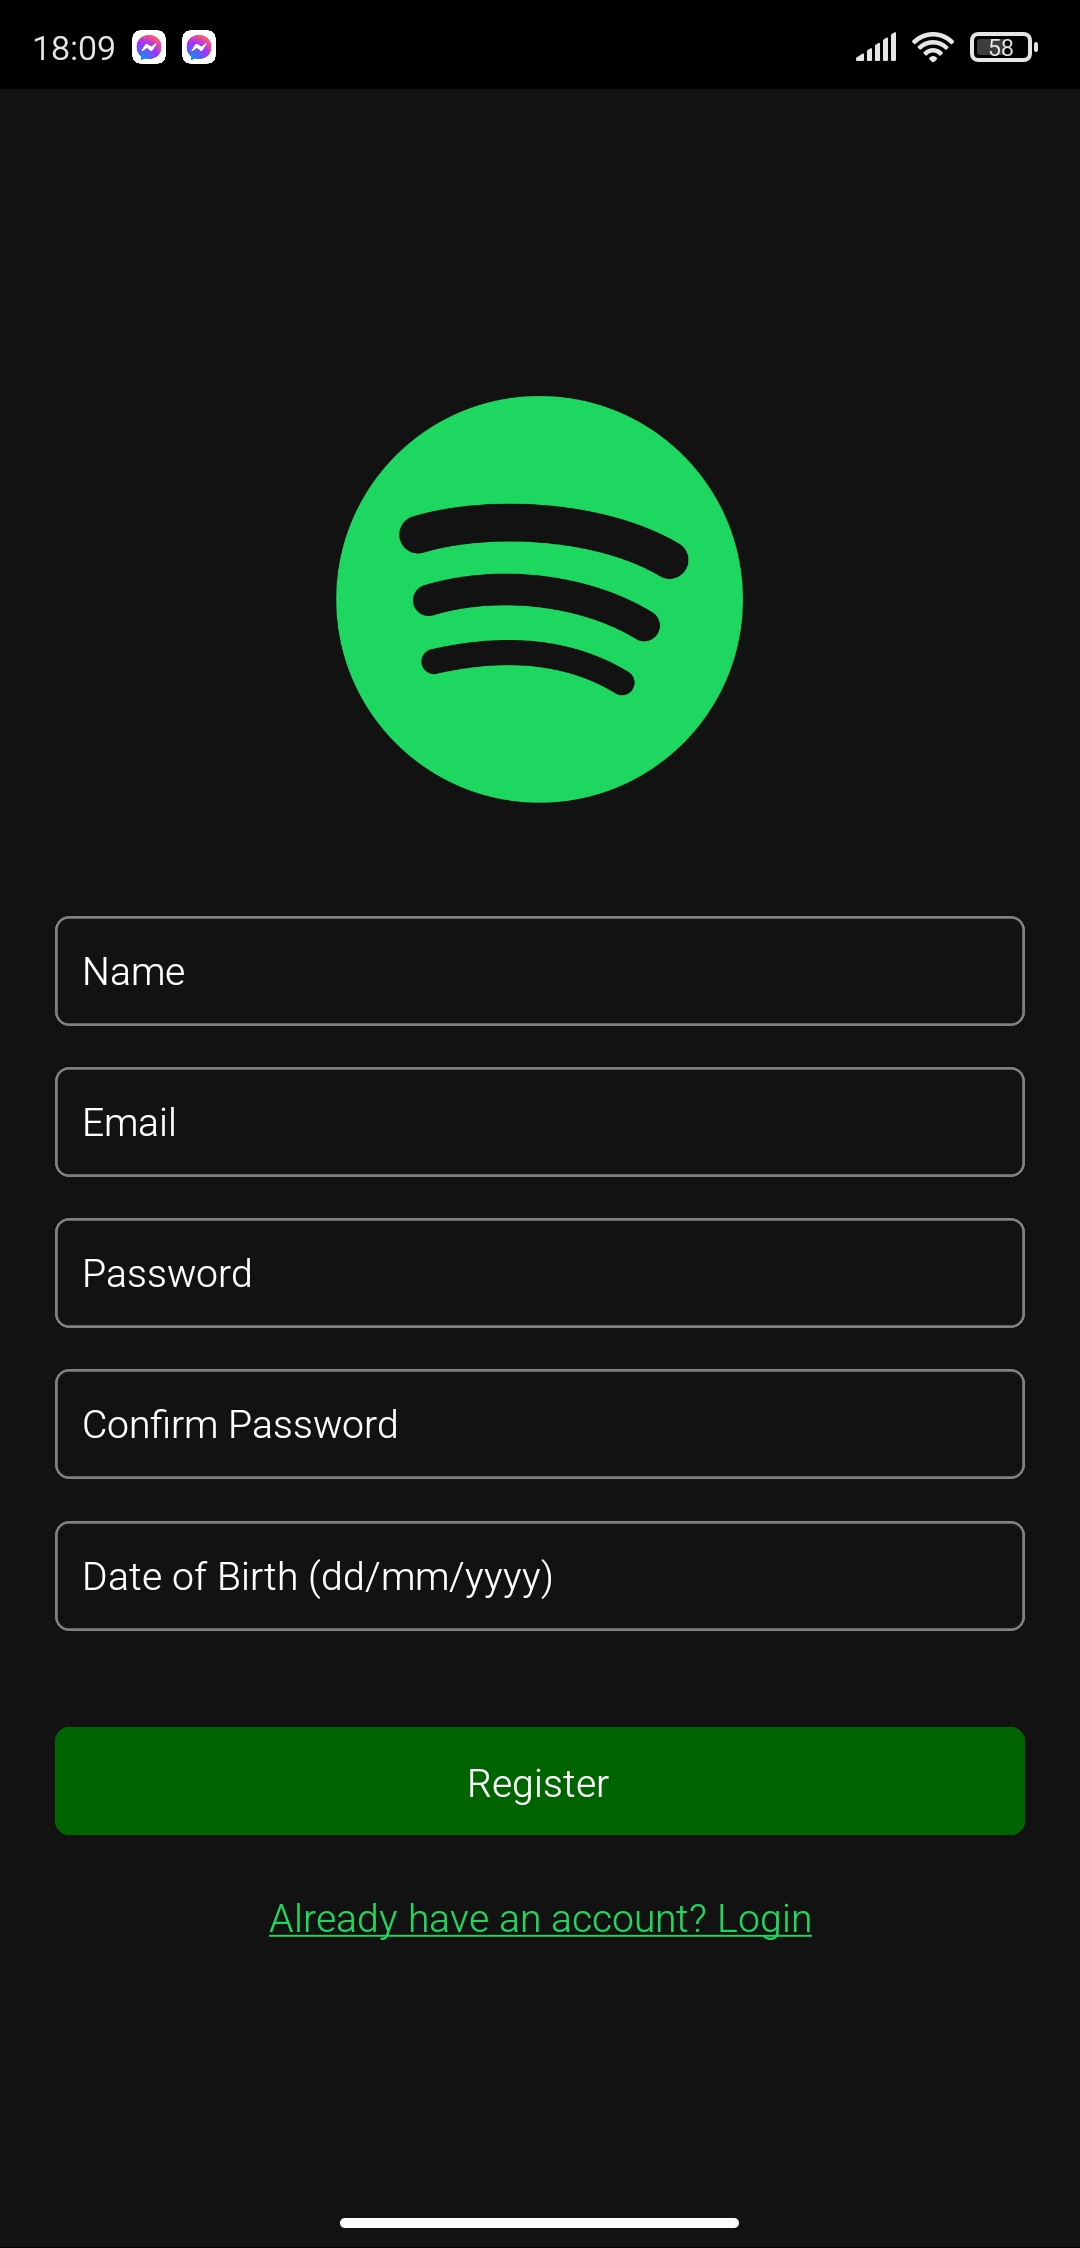 18:09
58
Name
Email
Password
Confirm Password
Date of Birth (dd/mm/yyyy)
Register
Already have an account? Login